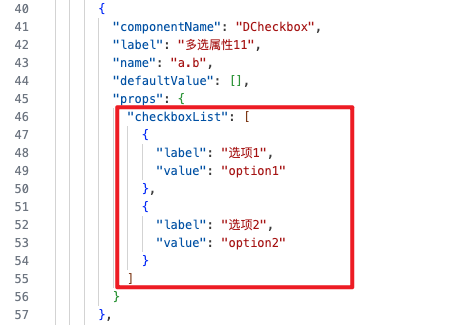 40 {
41 "componentName": "DCheckbox",
42 "label": "多选属性11",
43 "name": "a.b",
44 "defaultValue": [],
45 "props": {
46 "checkboxList": [
47 {
48 "label": "选项1",
49 "value": "option1"
50 },
51 {
52 "label": "选项2",
53 "value": "option2"
54 }
55 ]
56 }
57 },